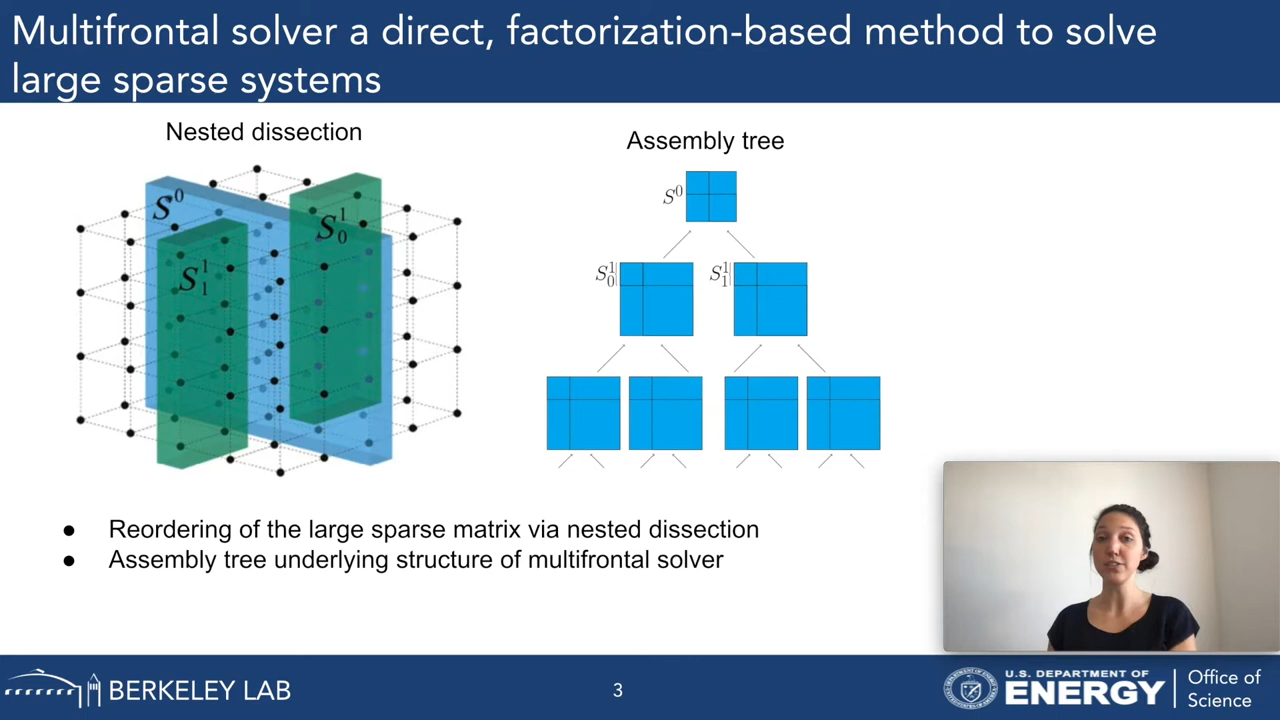 Multifrontal solver a direct, factorization-based method to solve
large sparse systems
Nested dissection
Assembly tree
S^0
S^1_0
S^1_1
S^0
S^1_0
S^1_1
● Reordering of the large sparse matrix via nested dissection
● Assembly tree underlying structure of multifrontal solver
BERKELEY LAB
3
U.S. DEPARTMENT OF
ENERGY
Office of
Science